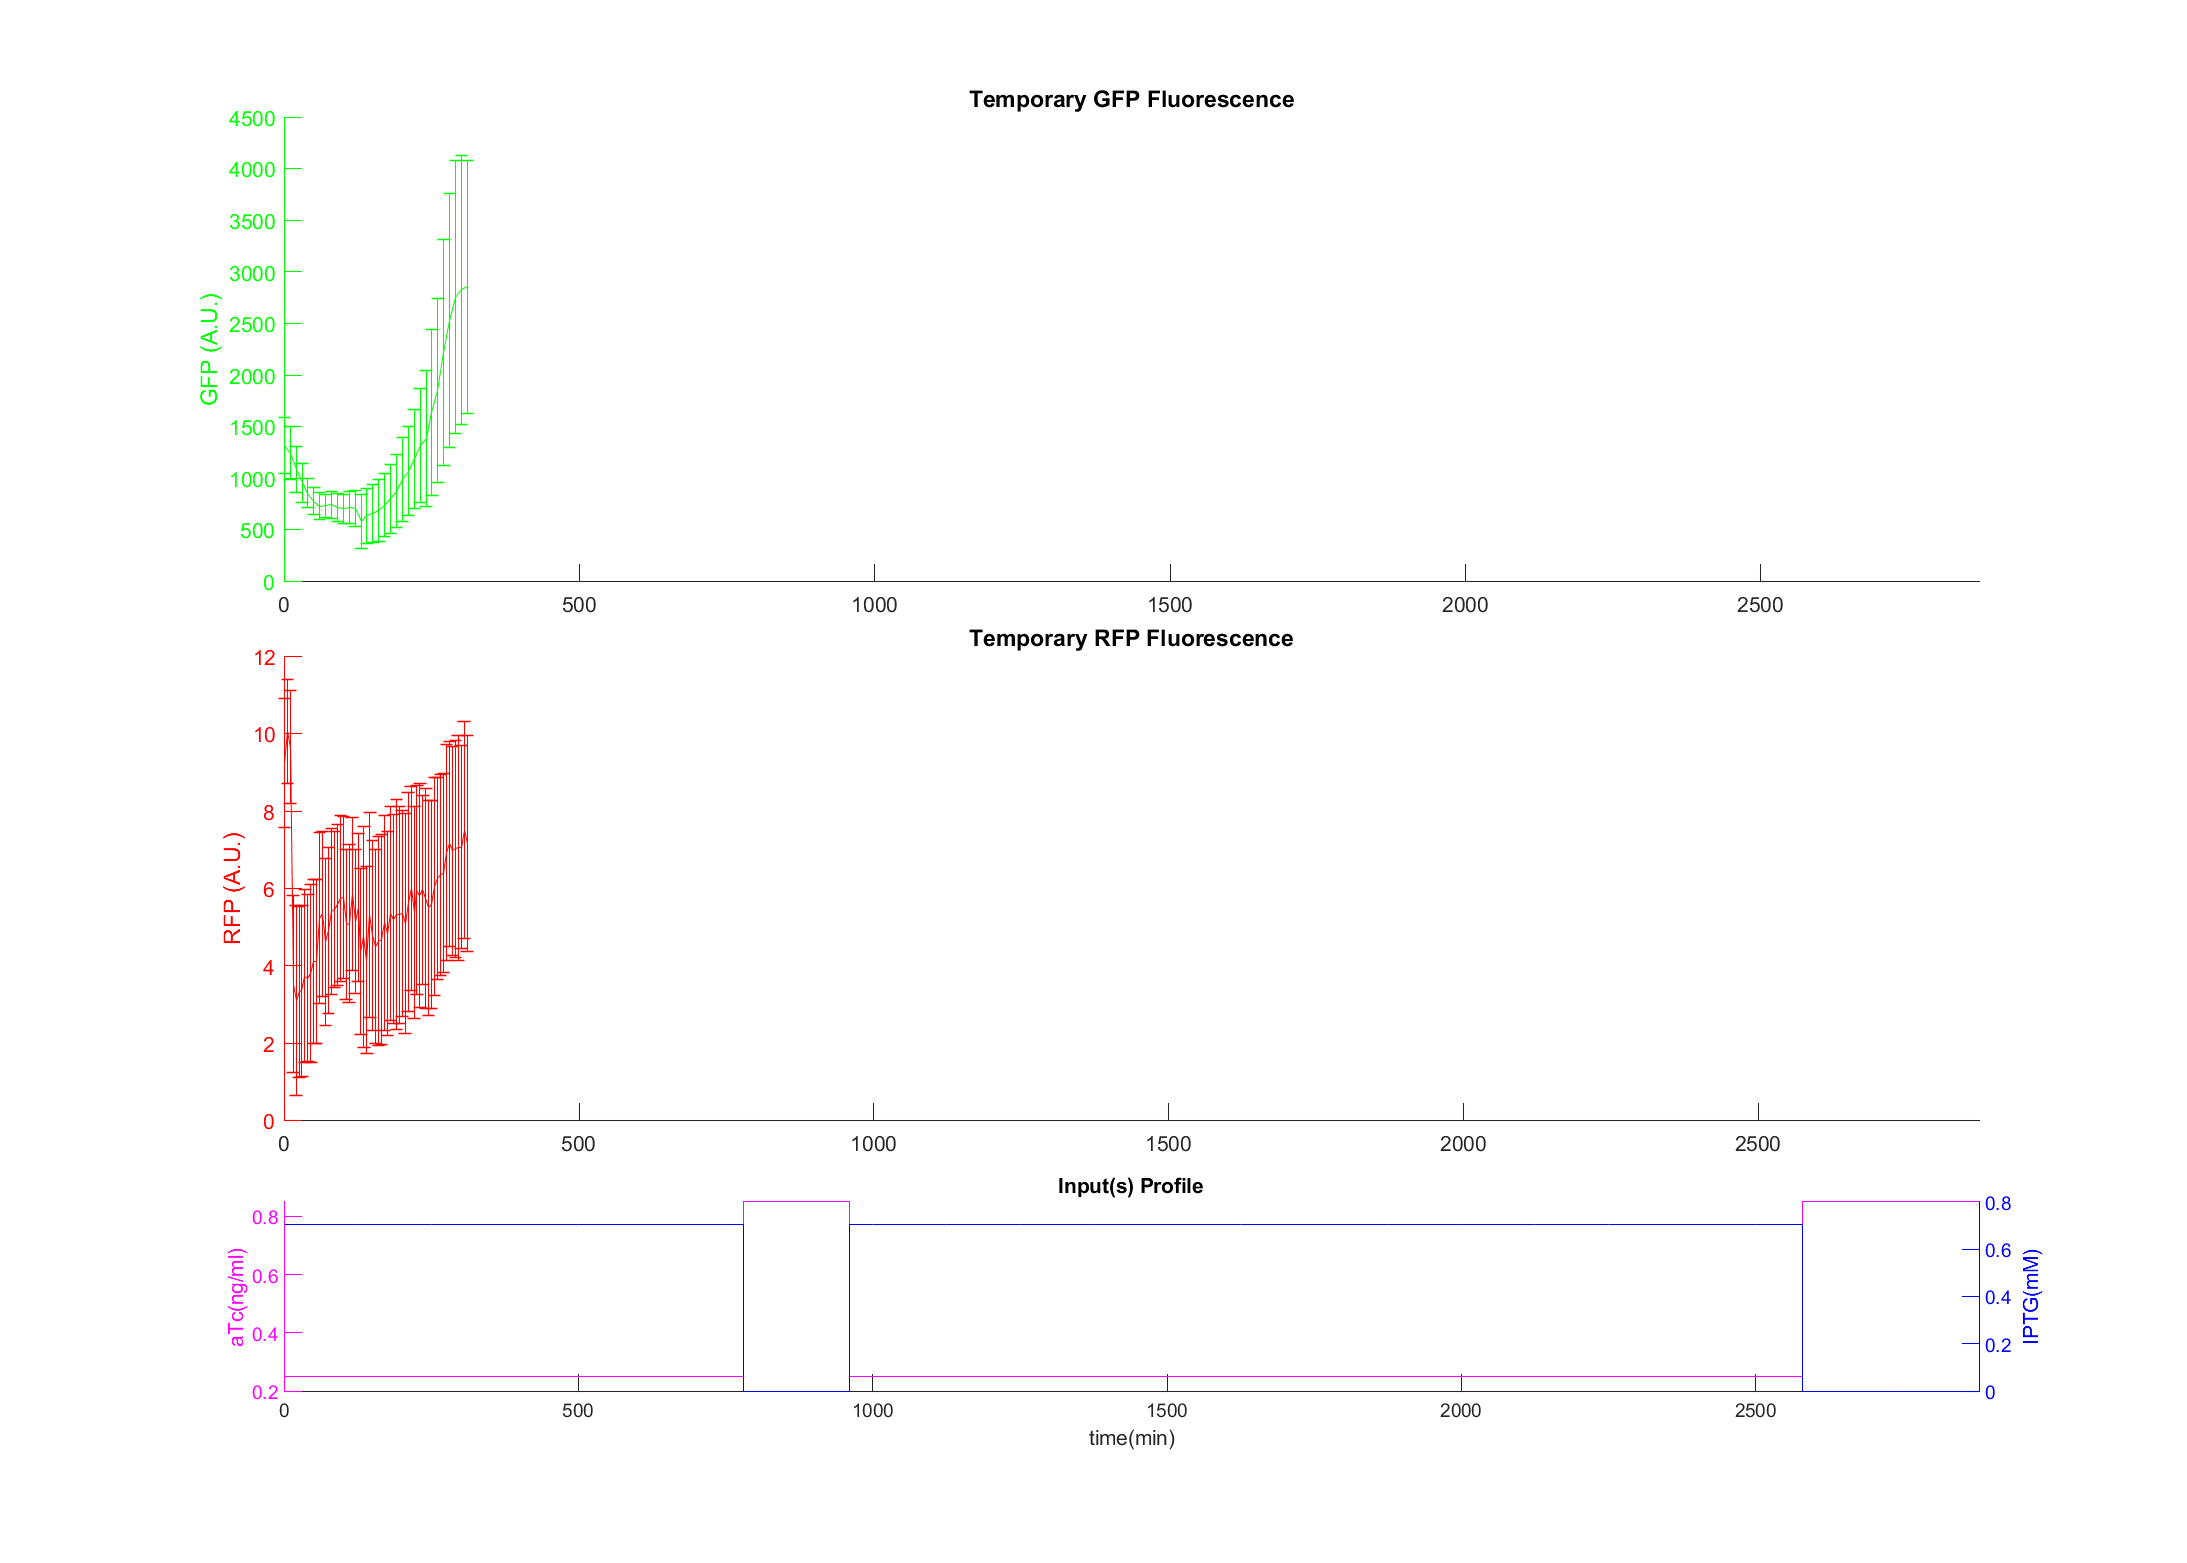 Temporary GFP Fluorescence
4500
4000
3500
3000
2500
2000
1500
1000
500
0
GFP (A.U.)
0 500 1000 1500 2000 2500
Temporary RFP Fluorescence
12
10
8
6
4
2
0
RFP (A.U.)
0 500 1000 1500 2000 2500
Input(s) Profile
0.8
0.6
0.4
0.2
aTc(ng/ml)
0.8
0.6
0.4
0.2
0
IPTG(mM)
0 500 1000 1500 2000 2500
time(min)